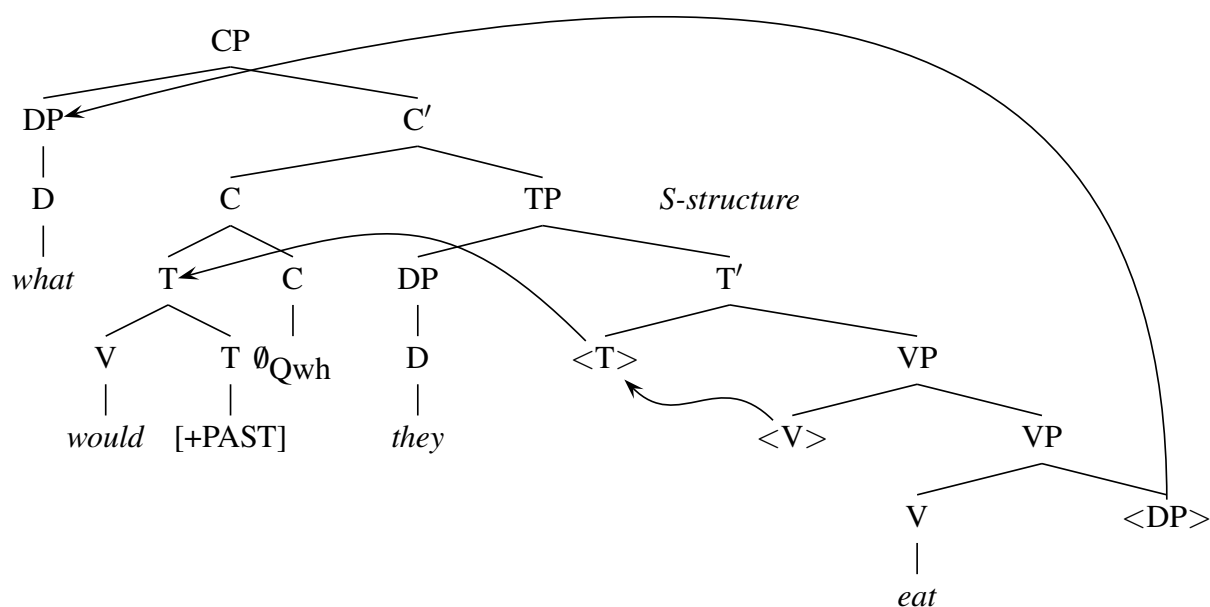 CP
DP C′
D C TP S-structure
what T C DP T′
V T ∅Qwh D <T> VP
would [+PAST] they <V> VP
V <DP>
eat